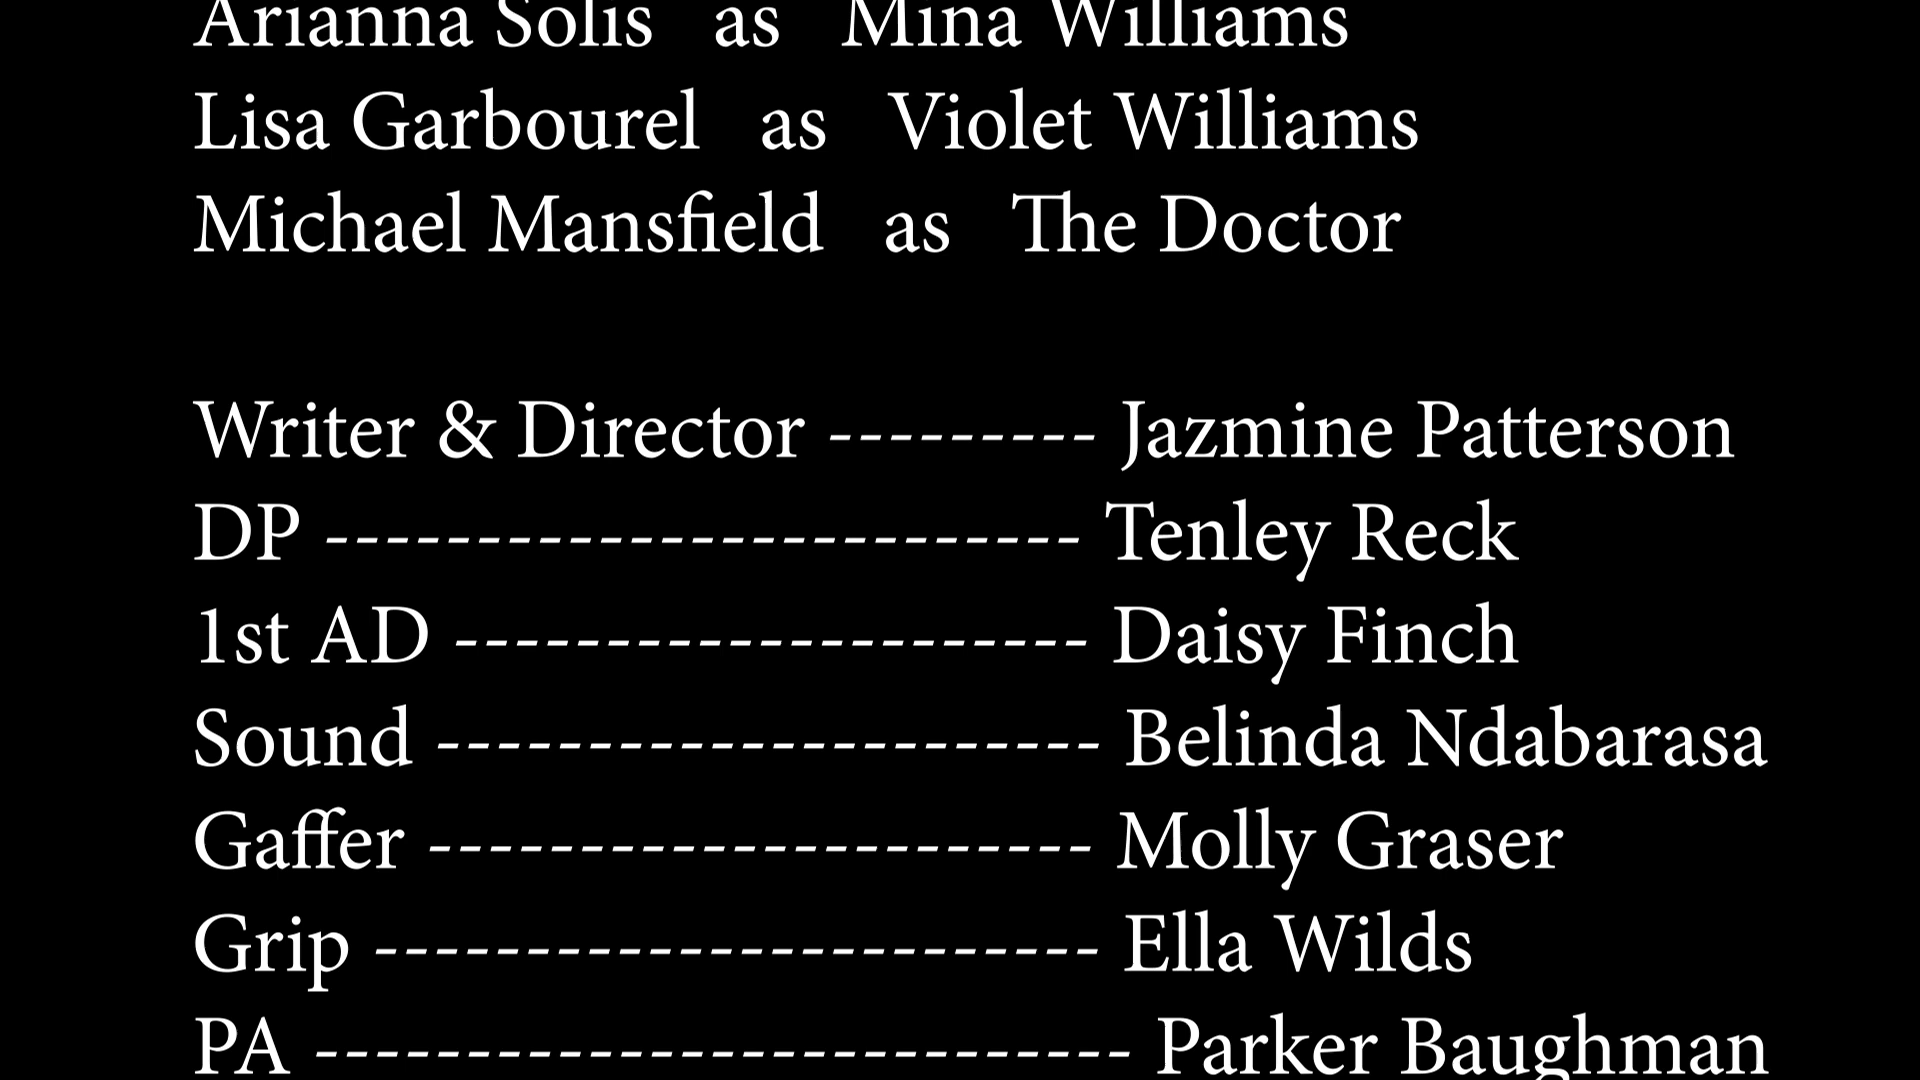 Arianna Solis as Mina Williams
Lisa Garbourel as Violet Williams
Michael Mansfield as The Doctor
Writer & Director --------- Jazmine Patterson
DP ------------------------- Tenley Reck
1st AD --------------------- Daisy Finch
Sound ---------------------- Belinda Ndabarasa
Gaffer ---------------------- Molly Graser
Grip ------------------------ Ella Wilds
PA --------------------------- Parker Baughman